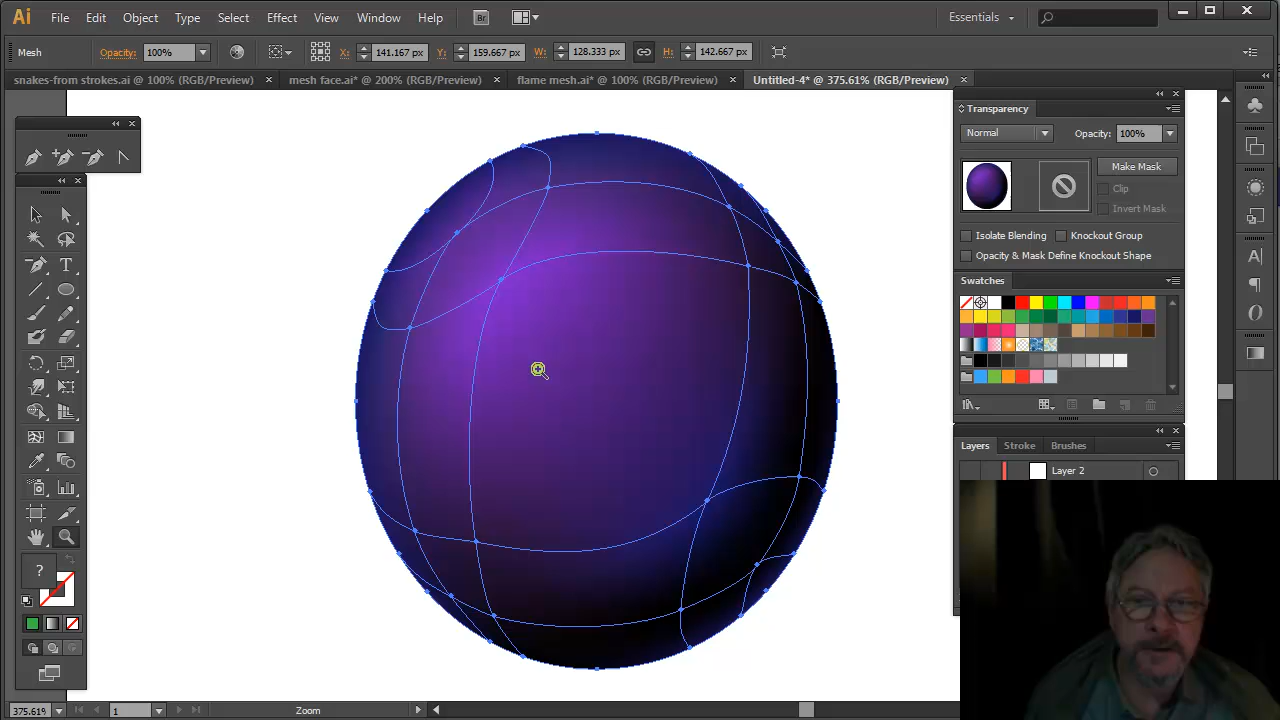 Ai File Edit Object Type Select Effect View Window Help Br Essentials
Mesh Opacity: 100% X: 141.167 px Y: 159.667 px W: 128.333 px H: 142.667 px
snakes-from strokes.ai @ 100% (RGB/Preview) mesh face.ai* @ 200% (RGB/Preview) flame mesh.ai* @ 100% (RGB/Preview) Untitled-4* @ 375.61% (RGB/Preview)
Transparency
Normal Opacity: 100%
Make Mask
Clip
Invert Mask
Isolate Blending Knockout Group
Opacity & Mask Define Knockout Shape
Swatches
Layers Stroke Brushes
Layer 2
?
375.61% 1 Zoom